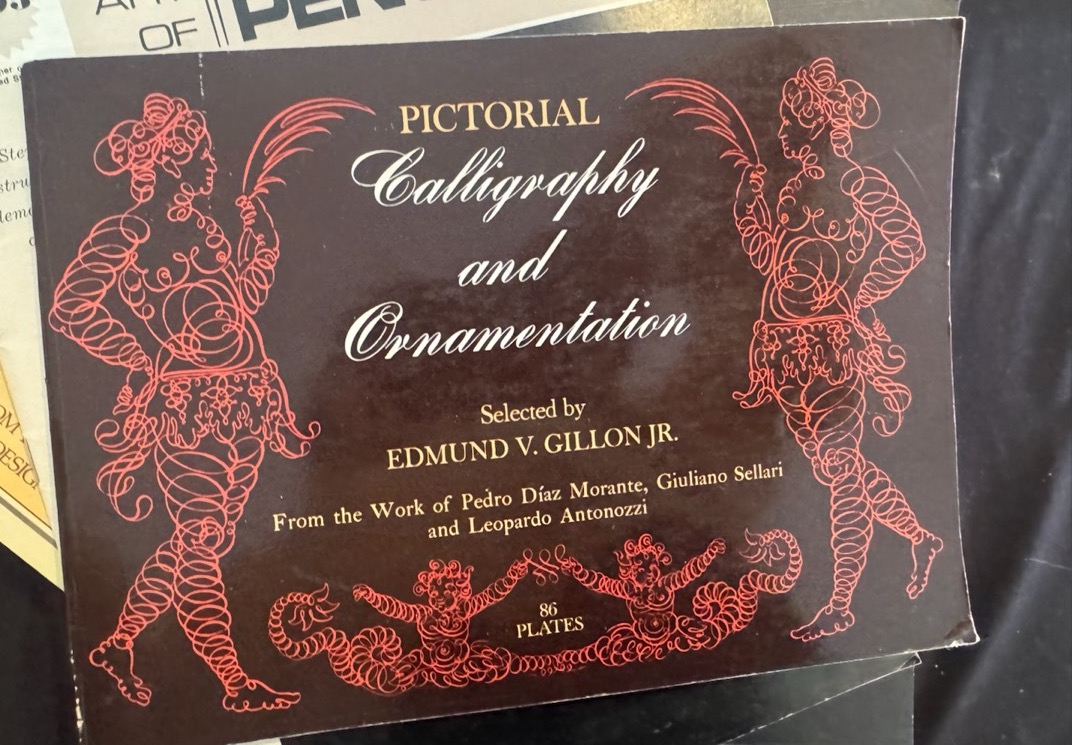 OF
PICTORIAL
Calligraphy
and
Ornamentation
Selected by
EDMUND V. GILLON JR.
From the Work of Pedro Díaz Morante, Giuliano Sellari
and Leopardo Antonozzi
86
PLATES